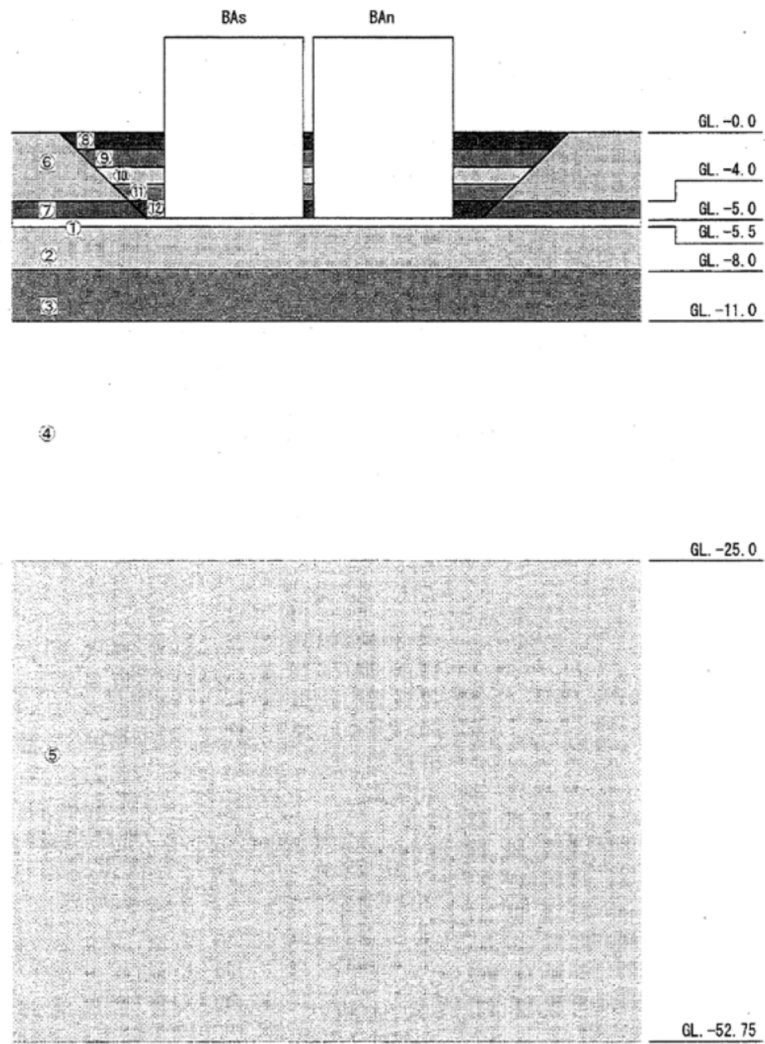 BAs BAn
GL.-0.0
⑧
⑥ ⑨
⑩ GL.-4.0
⑪
⑦ ⑫ GL.-5.0
① GL.-5.5
② GL.-8.0
③ GL.-11.0
④
GL.-25.0
⑤
GL.-52.75